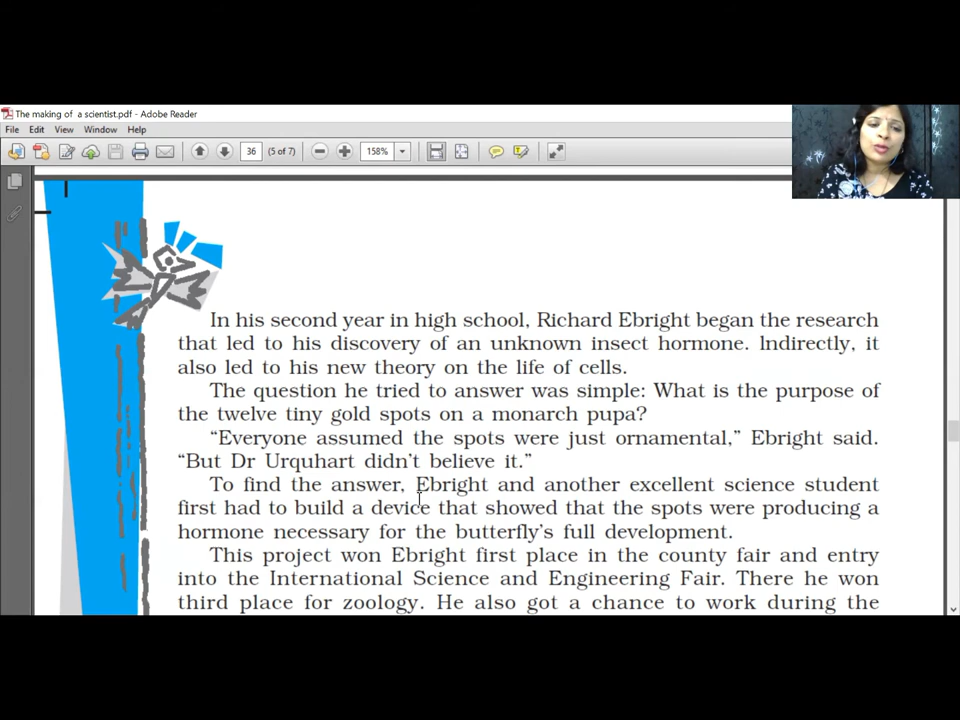 The making of a scientist.pdf - Adobe Reader
File Edit View Window Help
36 (5 of 7) 158%
In his second year in high school, Richard Ebright began the research
that led to his discovery of an unknown insect hormone. lndirectly, it
also led to his new theory on the life of cells.
The question he tried to answer was simple: What is the purpose of
the twelve tiny gold spots on a monarch pupa?
“Everyone assumed the spots were just ornamental,” Ebright said.
“But Dr Urquhart didn’t believe it.”
To find the answer, Ebright and another excellent science student
first had to build a device that showed that the spots were producing a
hormone necessary for the butterfly’s full development.
This project won Ebright first place in the county fair and entry
into the International Science and Engineering Fair. There he won
third place for zoology. He also got a chance to work during the